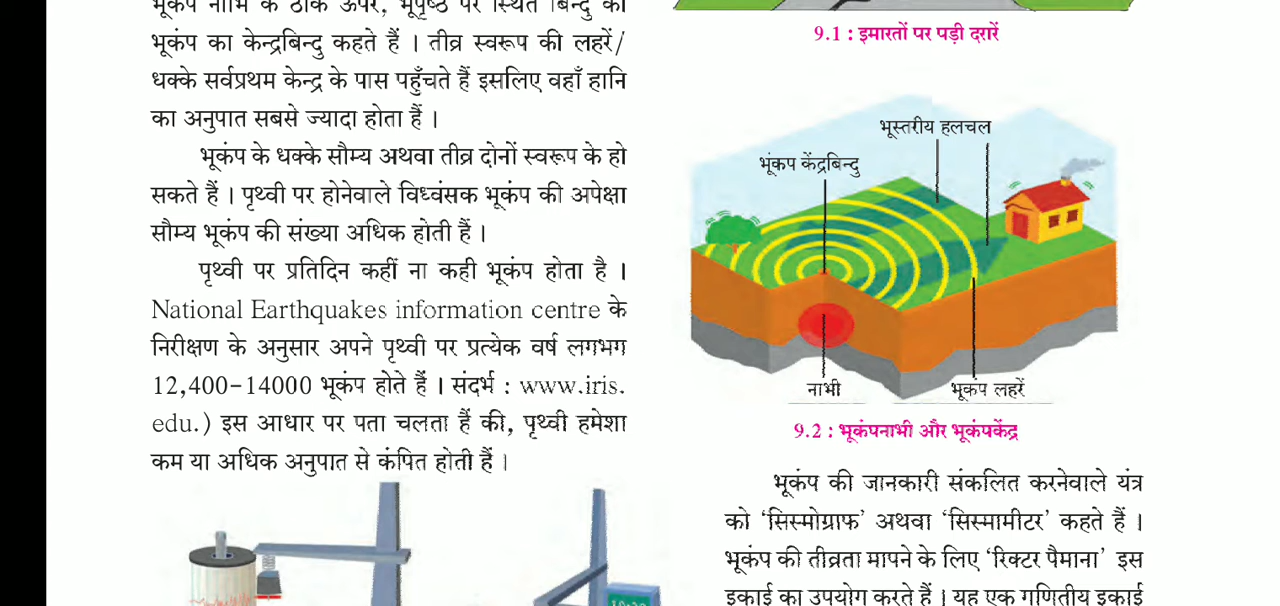 भूकंप नाभि के ठीक ऊपर, भूपृष्ठ पर स्थित बिन्दु को
भूकंप का केन्द्रबिन्दु कहते हैं । तीव्र स्वरूप की लहरें/
धक्के सर्वप्रथम केन्द्र के पास पहुँचते हैं इसलिए वहाँ हानि
का अनुपात सबसे ज्यादा होता हैं ।
भूकंप के धक्के सौम्य अथवा तीव्र दोनों स्वरूप के हो
सकते हैं । पृथ्वी पर होनेवाले विध्वंसक भूकंप की अपेक्षा
सौम्य भूकंप की संख्या अधिक होती हैं ।
पृथ्वी पर प्रतिदिन कहीं ना कही भूकंप होता है ।
National Earthquakes information centre के
निरीक्षण के अनुसार अपने पृथ्वी पर प्रत्येक वर्ष लगभग
12,400-14000 भूकंप होते हैं । संदर्भ : www.iris.
edu.) इस आधार पर पता चलता हैं की, पृथ्वी हमेशा
कम या अधिक अनुपात से कंपित होती हैं ।
9.1 : इमारतों पर पड़ी दरारें
भूस्तरीय हलचल
भूंकप केंद्रबिन्दु
नाभी
भूकंप लहरें
9.2 : भूकंपनाभी और भूकंपकेंद्र
भूकंप की जानकारी संकलित करनेवाले यंत्र
को ‘सिस्मोग्राफ’ अथवा ‘सिस्मामीटर’ कहते हैं ।
भूकंप की तीव्रता मापने के लिए ‘रिक्टर पैमाना’ इस
इकाई का उपयोग करते हैं । यह एक गणितीय इकाई